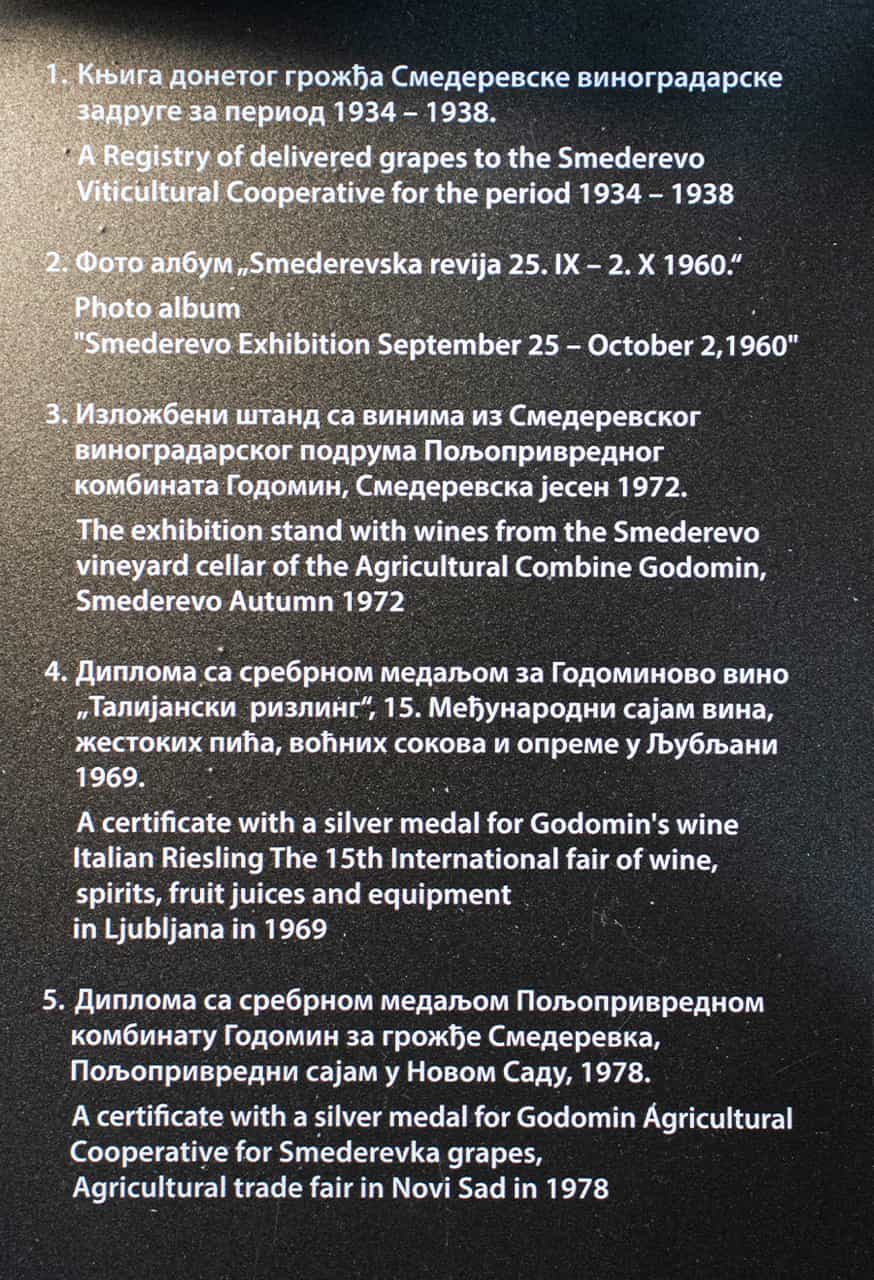 1. Књига донетог грожђа Смедеревске виноградарске
задруге за период 1934 – 1938.
A Registry of delivered grapes to the Smederevo
Viticultural Cooperative for the period 1934 – 1938
2. Фото албум „Smederevska revija 25. IX – 2. X 1960.“
Photo album
"Smederevo Exhibition September 25 – October 2,1960"
3. Изложбени штанд са винима из Смедеревског
виноградарског подрума Пољопривредног
комбината Годомин, Смедеревска јесен 1972.
The exhibition stand with wines from the Smederevo
vineyard cellar of the Agricultural Combine Godomin,
Smederevo Autumn 1972
4. Диплома са сребрном медаљом за Годоминово вино
„Талијански ризлинг“, 15. Међународни сајам вина,
жестоких пића, воћних сокова и опреме у Љубљани
1969.
A certificate with a silver medal for Godomin's wine
Italian Riesling The 15th International fair of wine,
spirits, fruit juices and equipment
in Ljubljana in 1969
5. Диплома са сребрном медаљом Пољопривредном
комбинату Годомин за грожђе Смедеревка,
Пољопривредни сајам у Новом Саду, 1978.
A certificate with a silver medal for Godomin Agricultural
Cooperative for Smederevka grapes,
Agricultural trade fair in Novi Sad in 1978